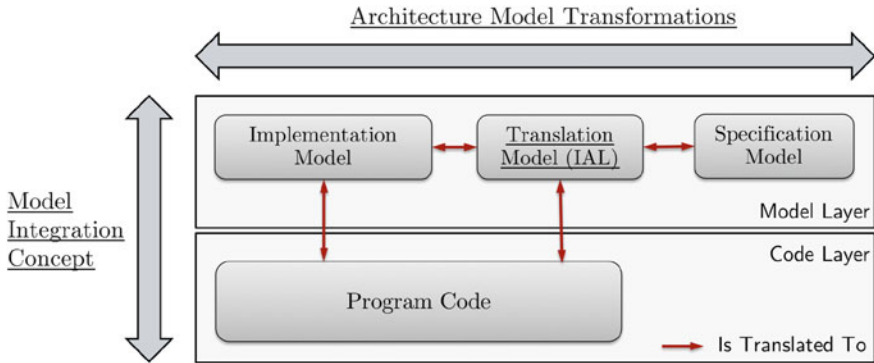 Architecture Model Transformations
Implementation
Model
Translation
Model (IAL)
Specification
Model
Model Layer
Model
Integration
Concept
Code Layer
Program Code
Is Translated To